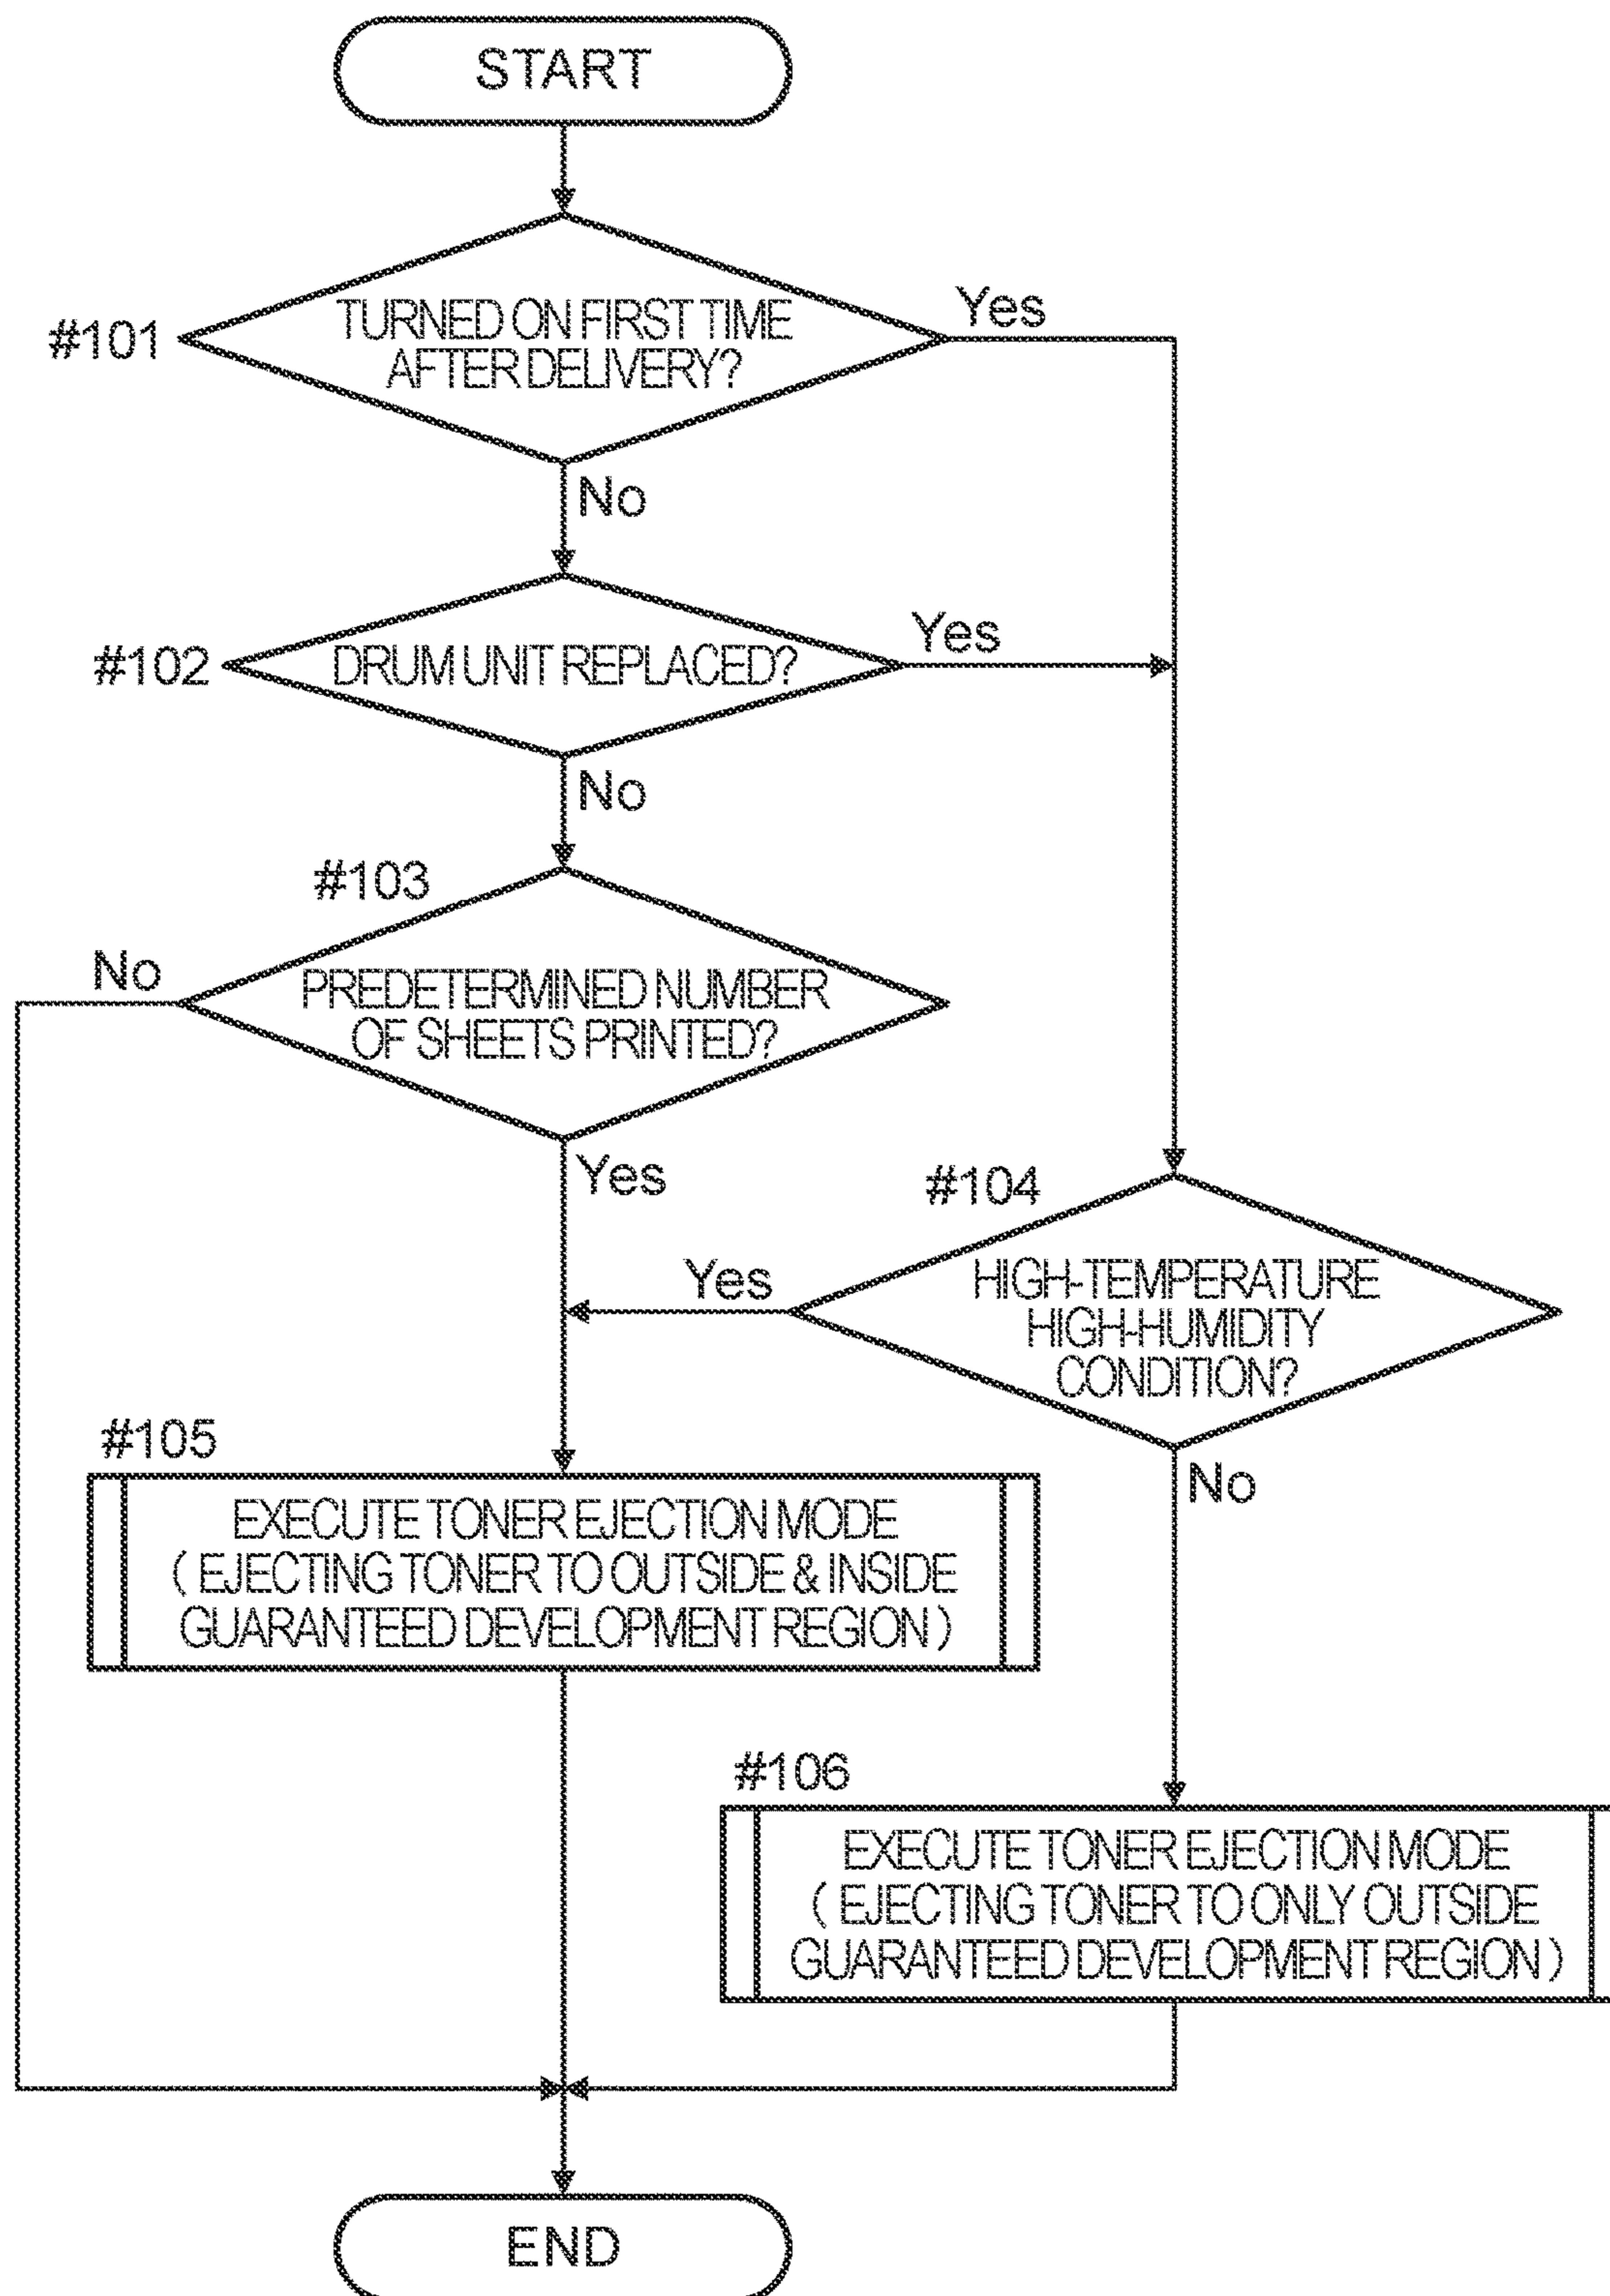 START
#101
TURNED ON FIRST TIME
AFTER DELIVERY?
Yes
No
#102
DRUM UNIT REPLACED?
Yes
No
#103
No
PREDETERMINED NUMBER
OF SHEETS PRINTED?
Yes
#104
Yes
HIGH-TEMPERATURE
HIGH-HUMIDITY
CONDITION?
No
#105
EXECUTE TONER EJECTION MODE
( EJECTING TONER TO OUTSIDE & INSIDE
GUARANTEED DEVELOPMENT REGION )
#106
EXECUTE TONER EJECTION MODE
( EJECTING TONER TO ONLY OUTSIDE
GUARANTEED DEVELOPMENT REGION )
END